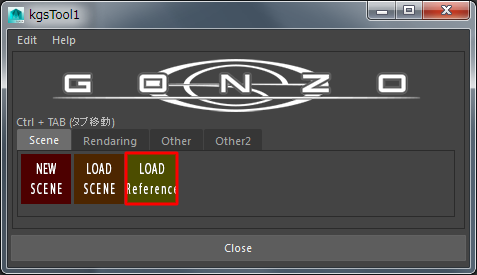 kgsTool1
Edit Help
GONZO
Ctrl + TAB (タブ移動)
Scene Rendaring Other Other2
NEW SCENE
LOAD SCENE
LOAD Reference
Close